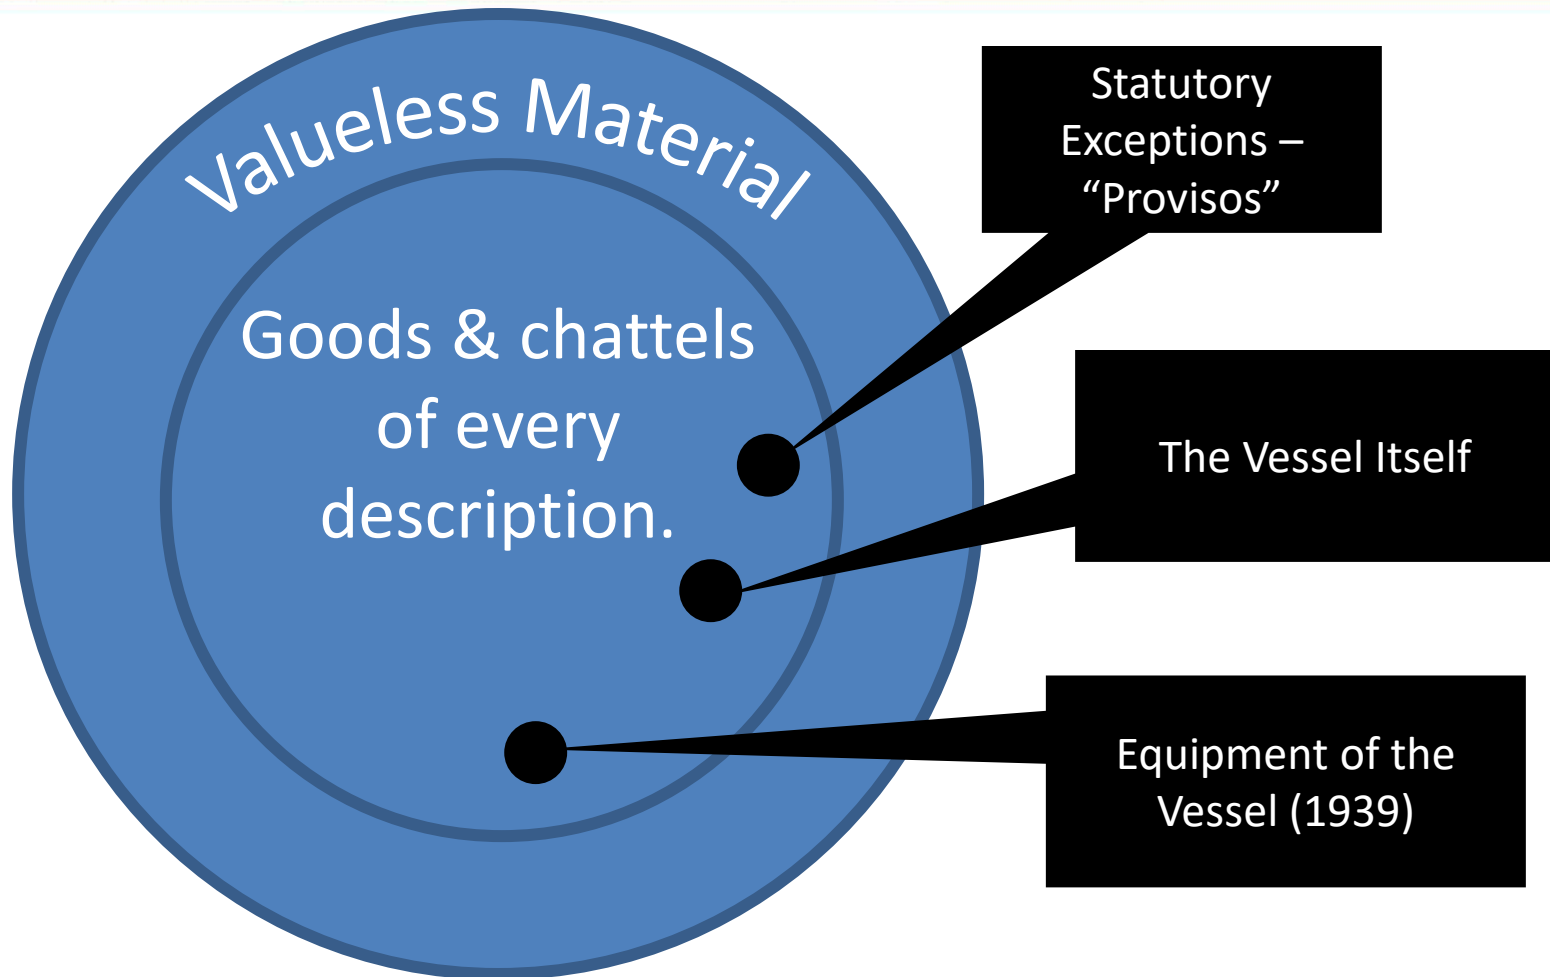 Valueless Material
Goods & chattels
of every
description.
Statutory
Exceptions –
“Provisos”
The Vessel Itself
Equipment of the
Vessel (1939)